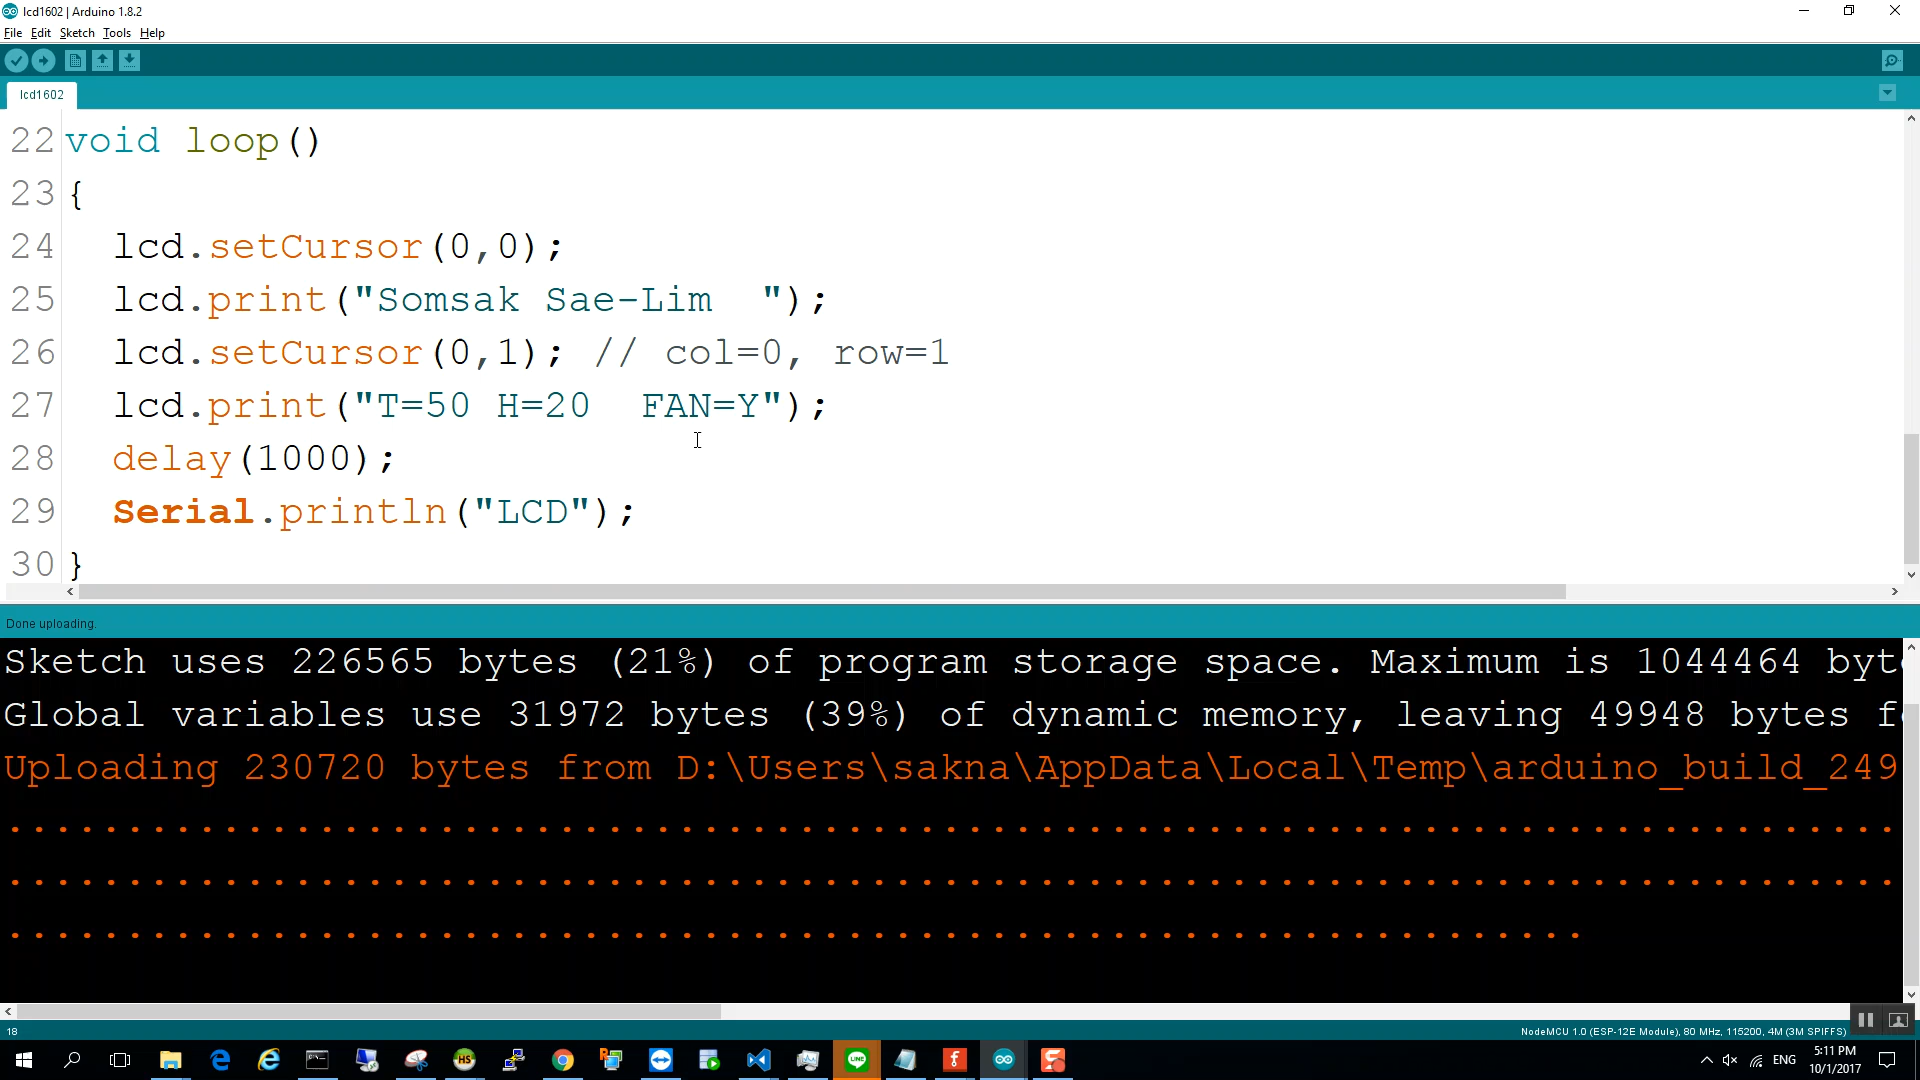 lcd1602 | Arduino 1.8.2
File Edit Sketch Tools Help
lcd1602
22 void loop()
23 {
24   lcd.setCursor(0,0);
25   lcd.print("Somsak Sae-Lim  ");
26   lcd.setCursor(0,1); // col=0, row=1
27   lcd.print("T=50 H=20  FAN=Y");
28   delay(1000);
29   Serial.println("LCD");
30 }
Done uploading.
Sketch uses 226565 bytes (21%) of program storage space. Maximum is 1044464 byt
Global variables use 31972 bytes (39%) of dynamic memory, leaving 49948 bytes f
Uploading 230720 bytes from D:\Users\sakna\AppData\Local\Temp\arduino_build_249
18
NodeMCU 1.0 (ESP-12E Module), 80 MHz, 115200, 4M (3M SPIFFS)
HS
LINE
ENG
5:11 PM
10/1/2017